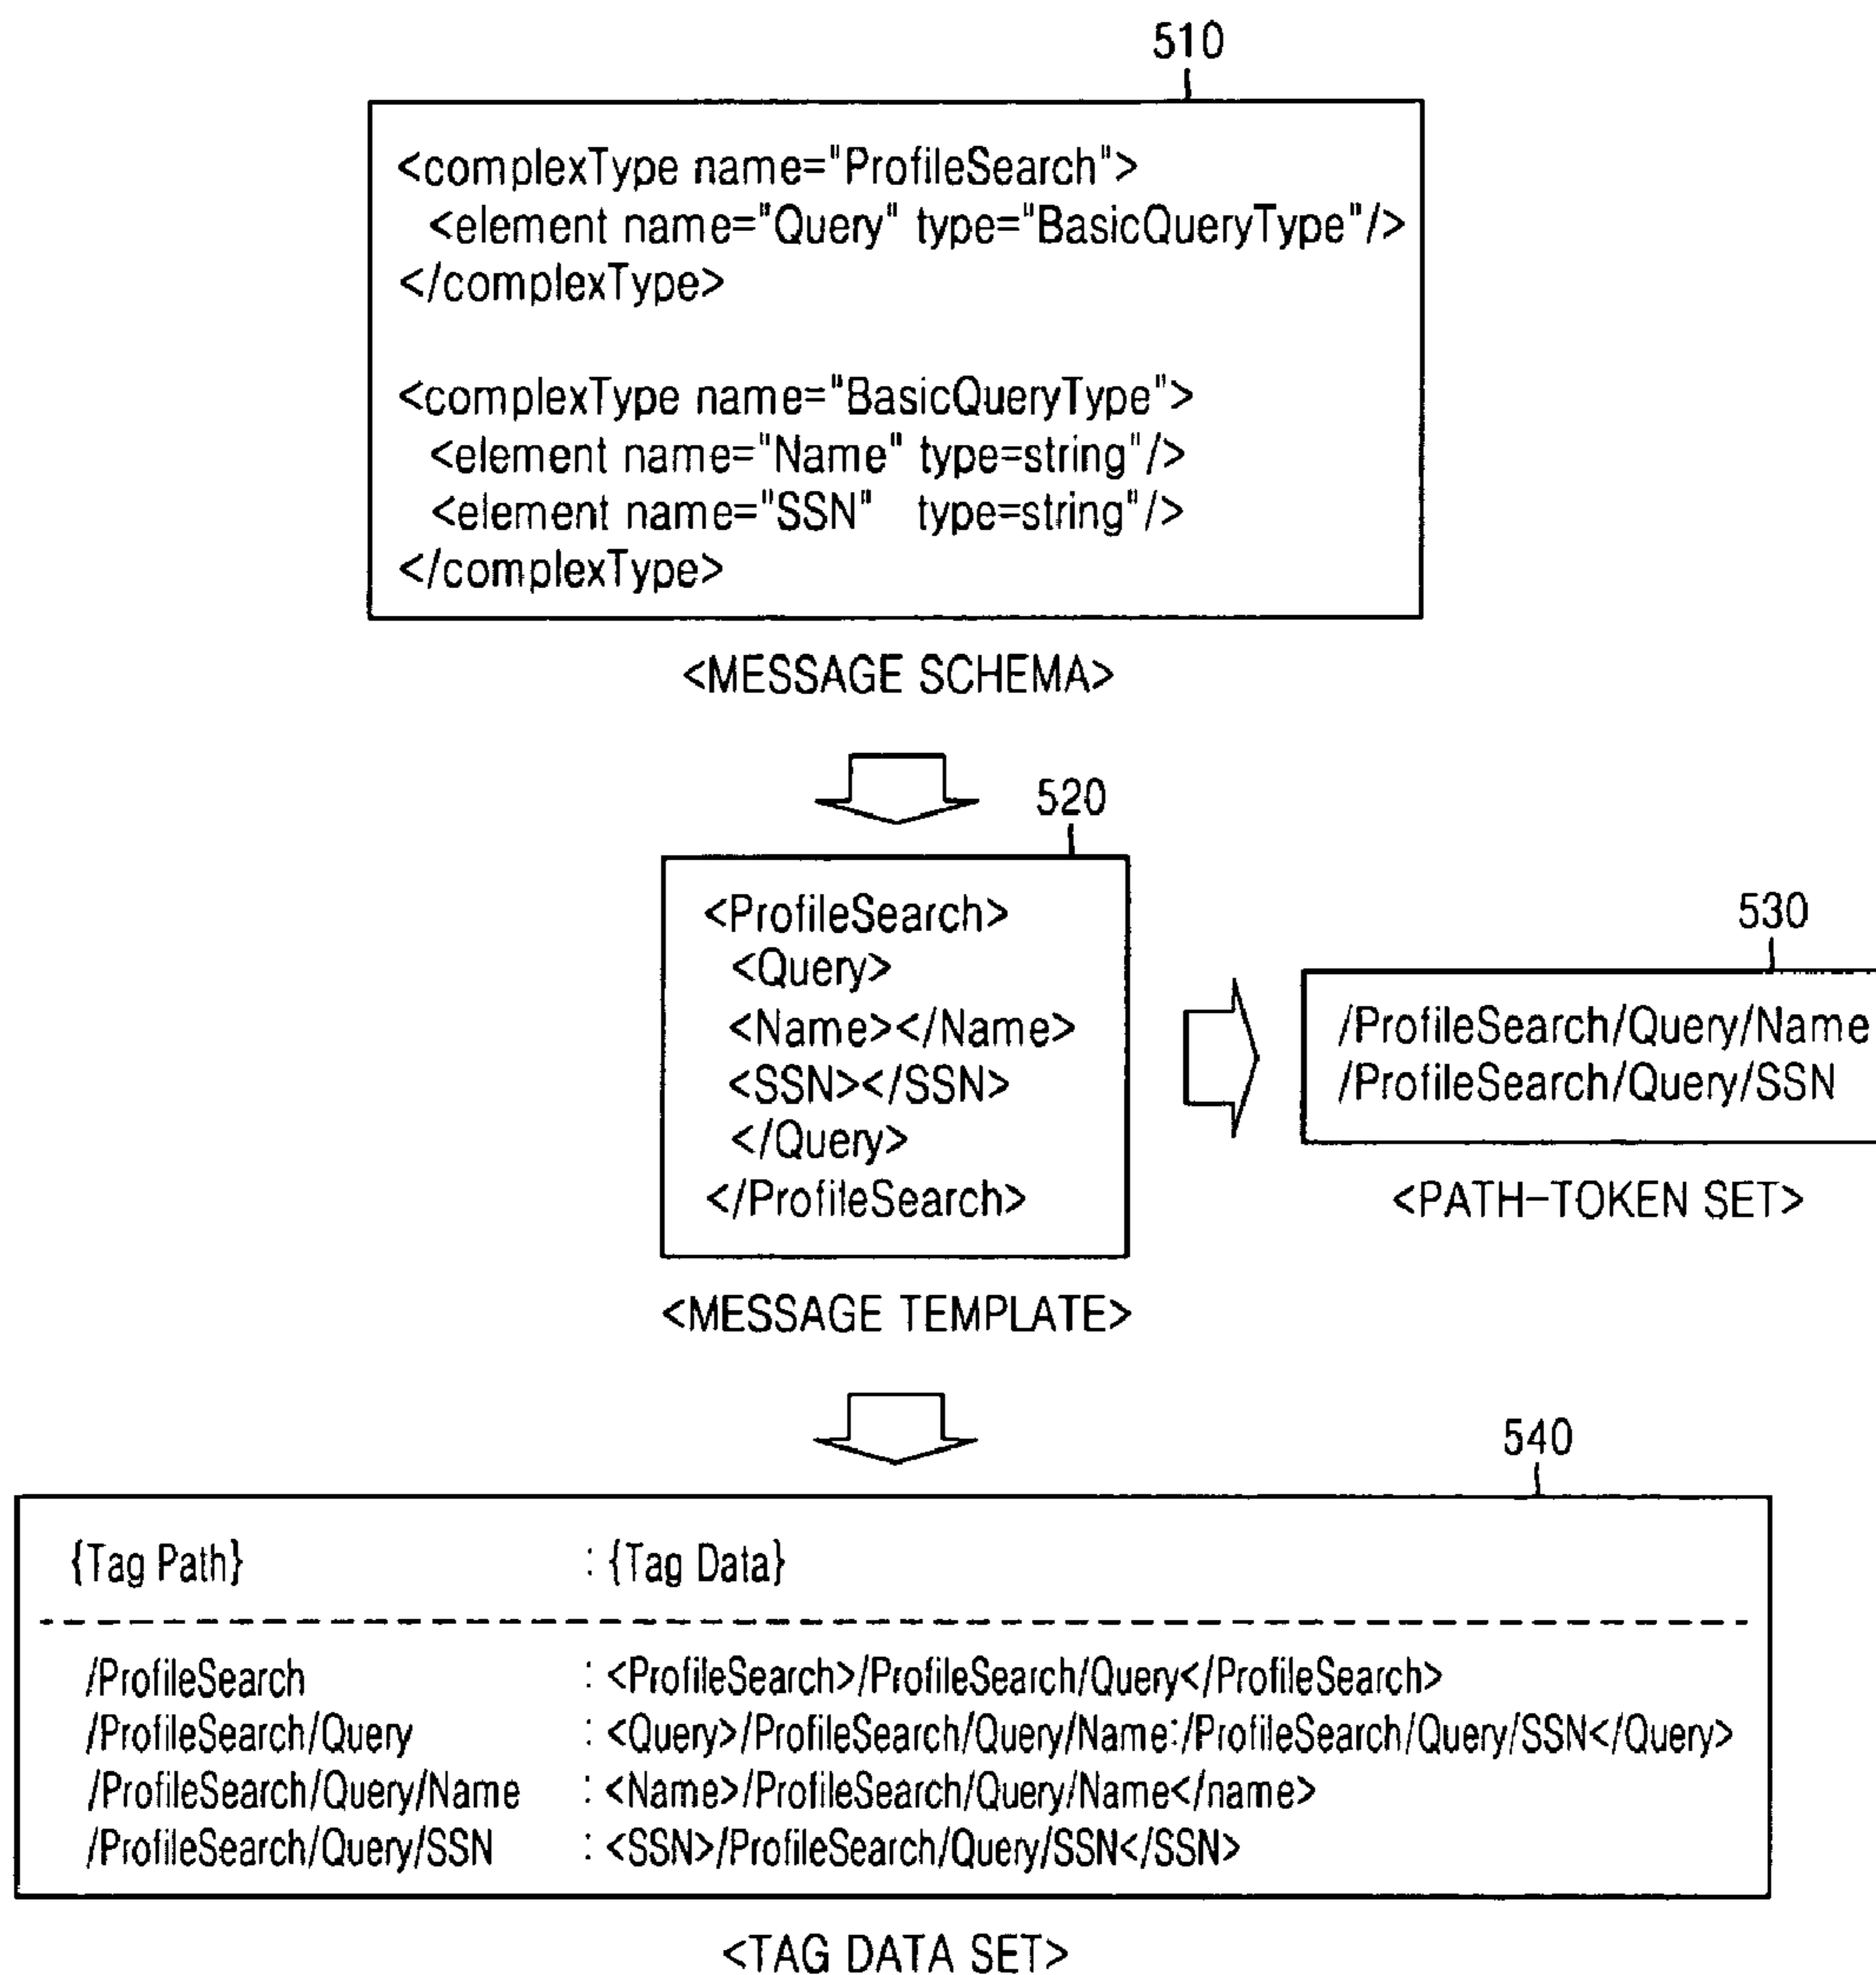 510
<complexType name="ProfileSearch">
<element name="Query" type="BasicQueryType"/>
</complexType>
<complexType name="BasicQueryType">
<element name="Name" type=string"/>
<element name="SSN" type=string"/>
</complexType>
<MESSAGE SCHEMA>
520
<ProfileSearch>
<Query>
<Name></Name>
<SSN></SSN>
</Query>
</ProfileSearch>
<MESSAGE TEMPLATE>
530
/ProfileSearch/Query/Name
/ProfileSearch/Query/SSN
<PATH-TOKEN SET>
540
{Tag Path} : {Tag Data}
/ProfileSearch : <ProfileSearch>/ProfileSearch/Query</ProfileSearch>
/ProfileSearch/Query : <Query>/ProfileSearch/Query/Name:/ProfileSearch/Query/SSN</Query>
/ProfileSearch/Query/Name : <Name>/ProfileSearch/Query/Name</name>
/ProfileSearch/Query/SSN : <SSN>/ProfileSearch/Query/SSN</SSN>
<TAG DATA SET>